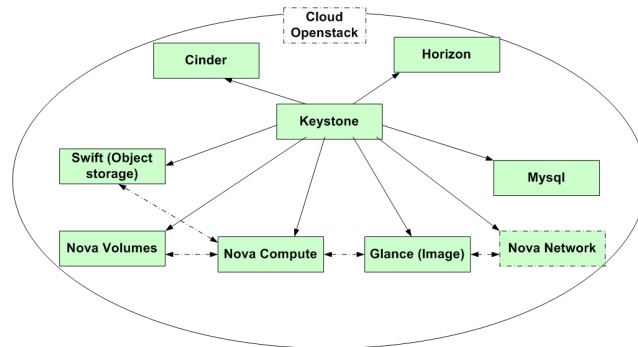 Cloud
Openstack
Cinder
Horizon
Keystone
Swift (Object
storage)
Mysql
Nova Volumes
Nova Compute
Glance (Image)
Nova Network